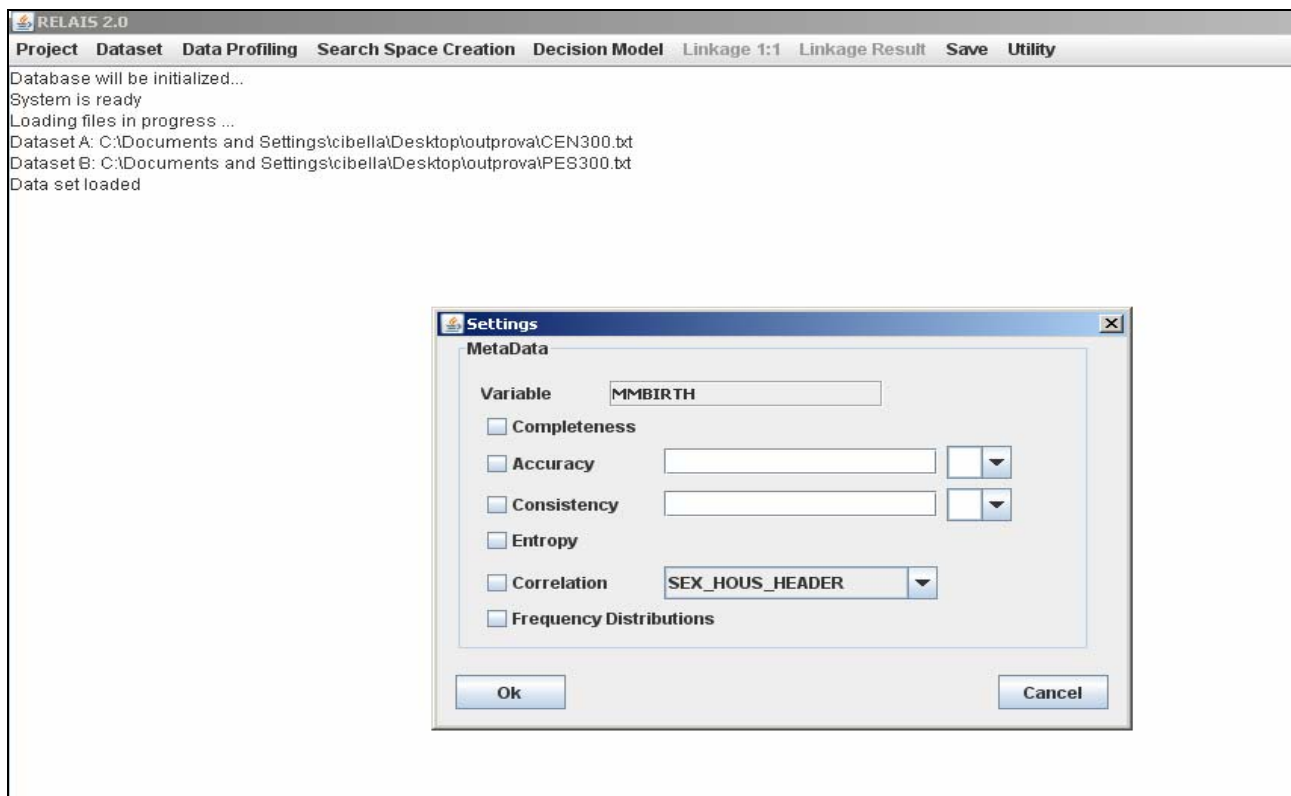 RELAIS 2.0
Project Dataset Data Profiling Search Space Creation Decision Model Linkage 1:1 Linkage Result Save Utility
Database will be initialized...
System is ready
Loading files in progress ...
Dataset A: C:\Documents and Settings\cibella\Desktop\outprova\CEN300.txt
Dataset B: C:\Documents and Settings\cibella\Desktop\outprova\PES300.txt
Data set loaded
Settings
MetaData
Variable MMBIRTH
Completeness
Accuracy
Consistency
Entropy
Correlation SEX_HOUS_HEADER
Frequency Distributions
Ok Cancel